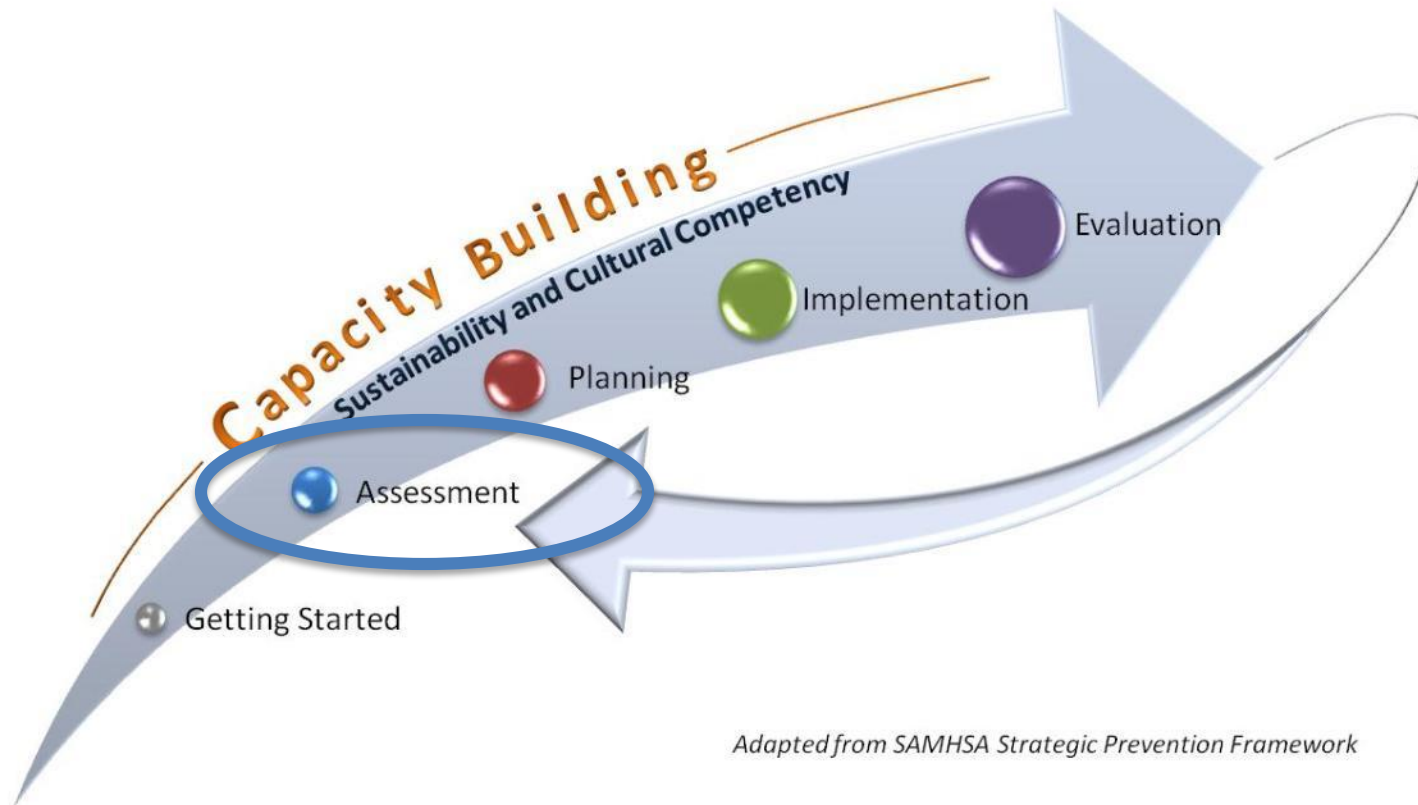 Capacity Building
Sustainability and Cultural Competency
Evaluation
Implementation
Planning
Assessment
Getting Started
Adapted from SAMHSA Strategic Prevention Framework